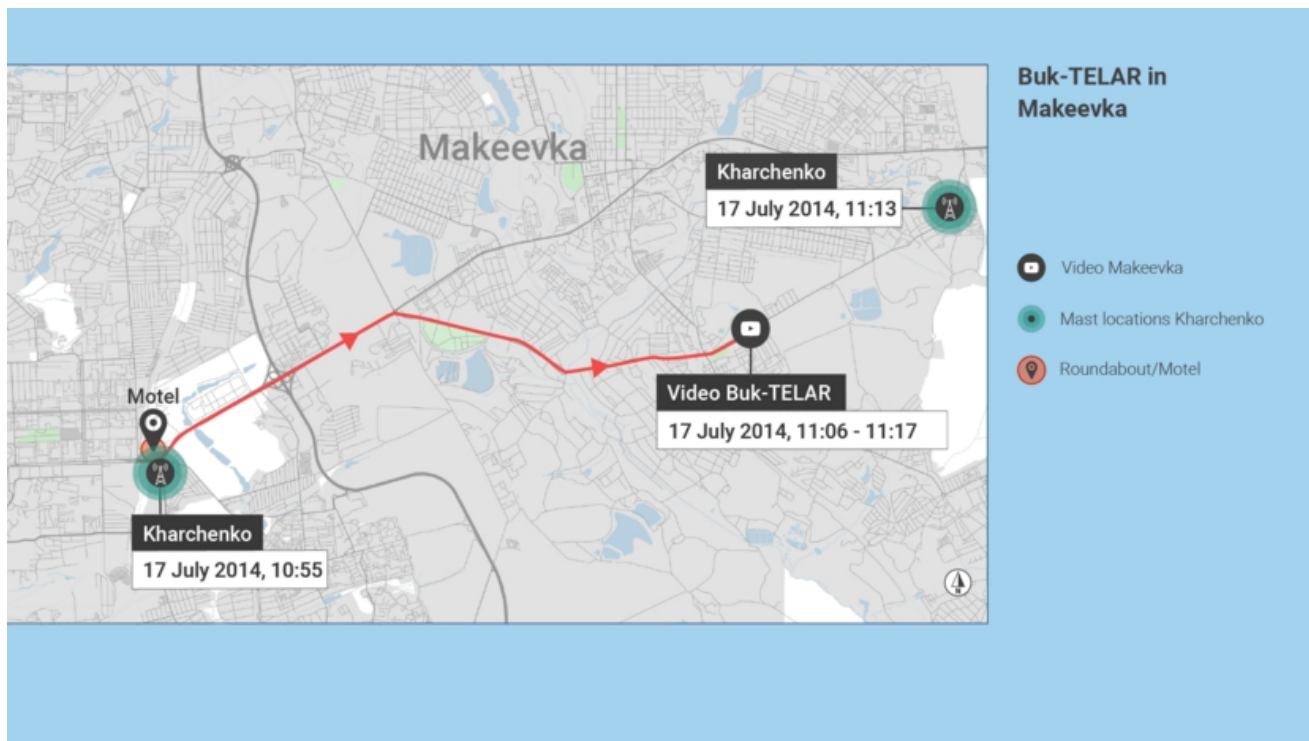 Buk-TELAR in
Makeevka
Makeevka
Kharchenko
17 July 2014, 11:13
Video Makeevka
Mast locations Kharchenko
Roundabout/Motel
Motel
Video Buk-TELAR
17 July 2014, 11:06 - 11:17
Kharchenko
17 July 2014, 10:55
N